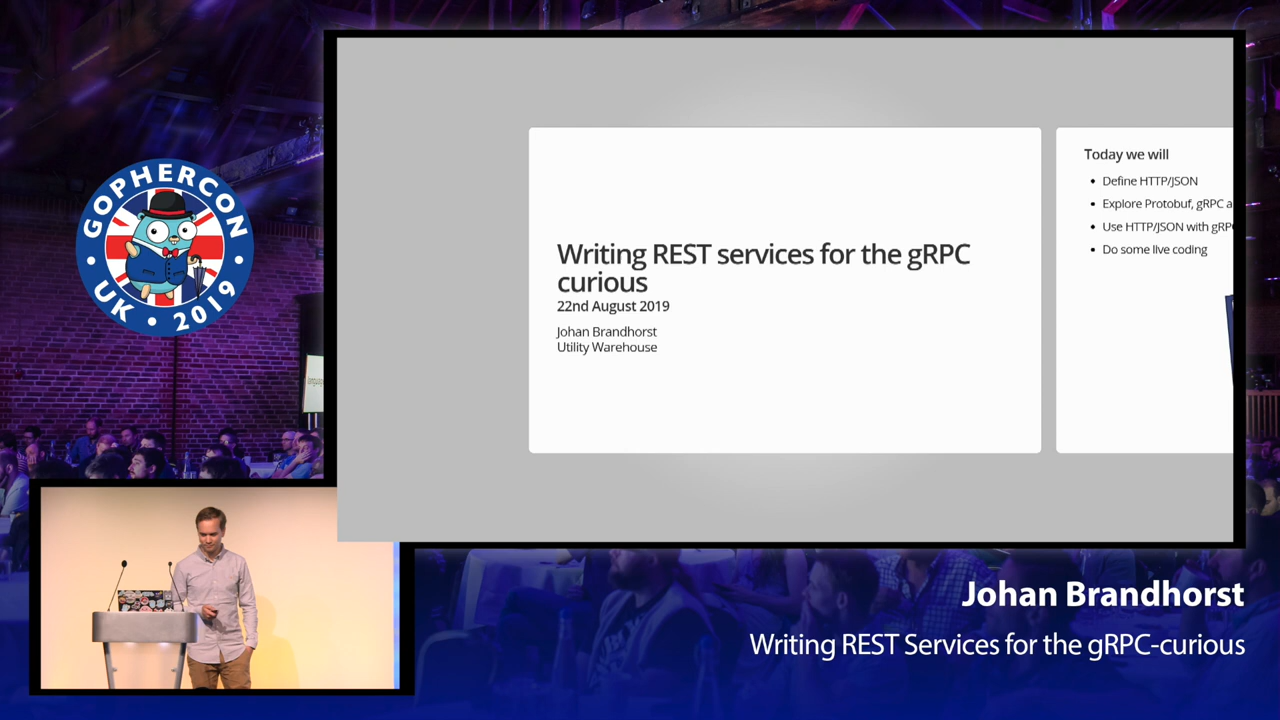 GOPHERCON
UK • 2019
Writing REST services for the gRPC
curious
22nd August 2019
Johan Brandhorst
Utility Warehouse
Today we will
• Define HTTP/JSON
• Explore Protobuf, gRPC a
• Use HTTP/JSON with gRP
• Do some live coding
Johan Brandhorst
Writing REST Services for the gRPC-curious